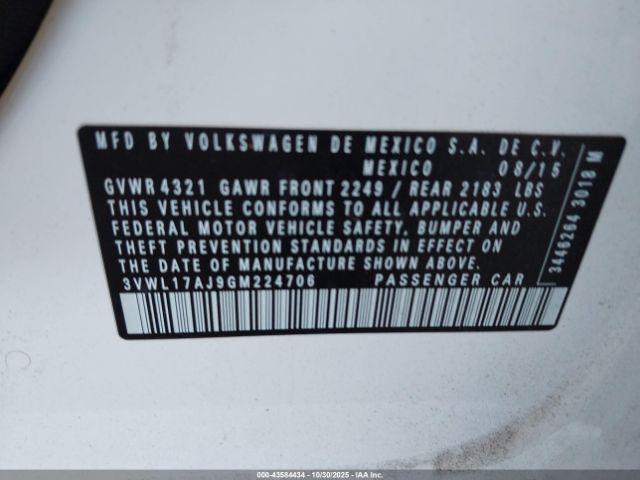 MFD BY VOLKSWAGEN DE MEXICO S.A. DE C.V.
MEXICO 08/15
GVWR 4321 GAWR FRONT 2249 / REAR 2183 LBS
THIS VEHICLE CONFORMS TO ALL APPLICABLE U.S.
FEDERAL MOTOR VEHICLE SAFETY, BUMPER AND
THEFT PREVENTION STANDARDS IN EFFECT ON
THE DATE OF MANUFACTURE SHOWN ABOVE.
3VWL17AJ9GM224706 PASSENGER CAR
3446264 3018 M
000-43584434 - 10/30/2025 - IAA Inc.